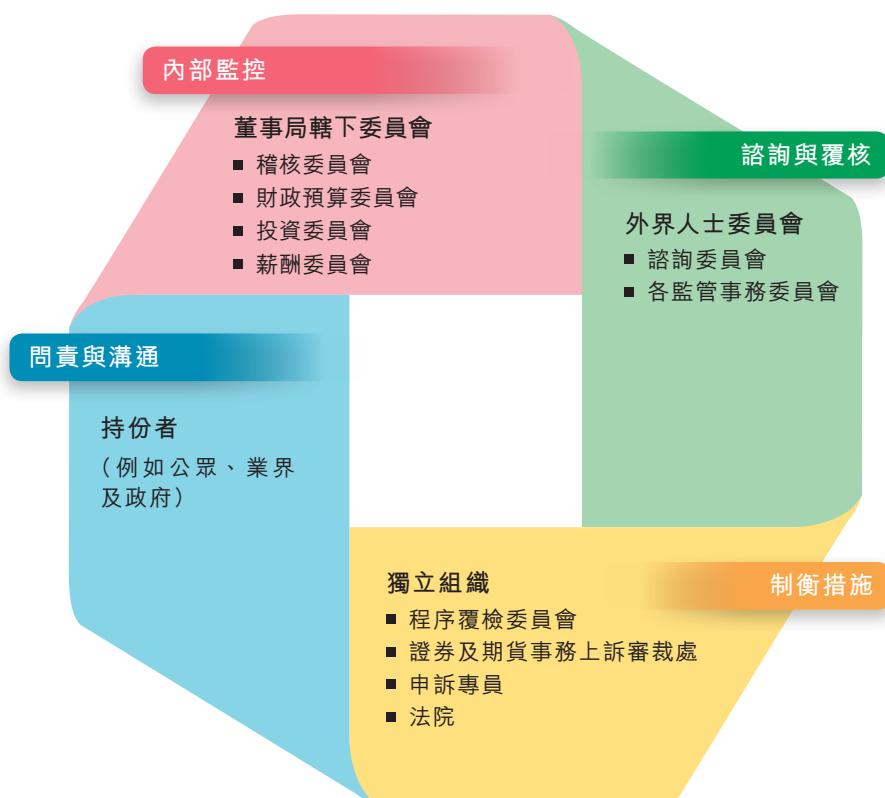 內部監控
董事局轄下委員會
■ 稽核委員會
■ 財政預算委員會
■ 投資委員會
■ 薪酬委員會
諮詢與覆核
外界人士委員會
■ 諮詢委員會
■ 各監管事務委員會
問責與溝通
持份者
（例如公眾、業界
及政府）
獨立組織
■ 程序覆檢委員會
■ 證券及期貨事務上訴審裁處
■ 申訴專員
■ 法院
制衡措施